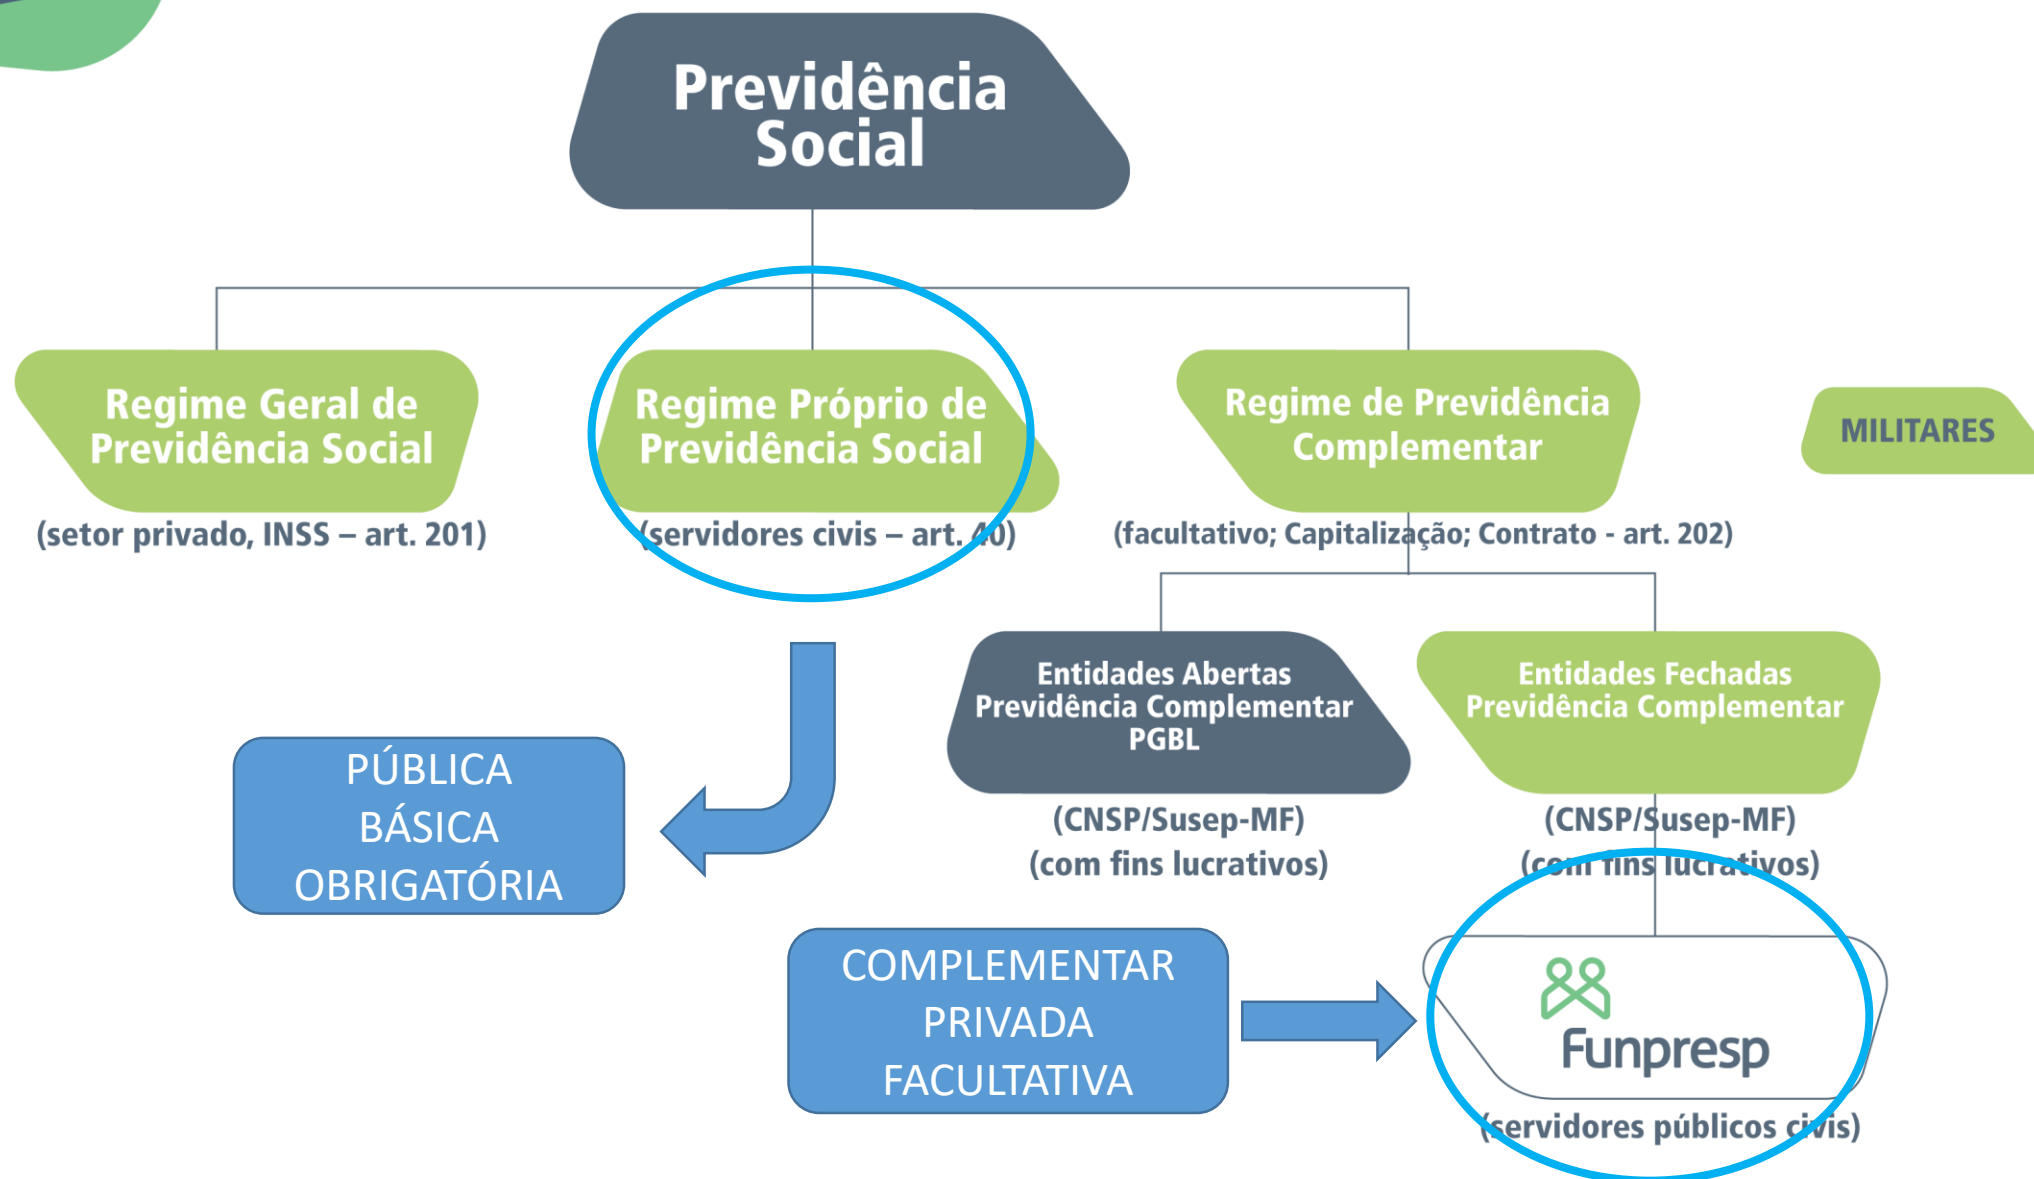 Previdência
Social
Regime Geral de
Previdência Social
(setor privado, INSS – art. 201)
Regime Próprio de
Previdência Social
(servidores civis – art. 40)
Regime de Previdência
Complementar
(facultativo; Capitalização; Contrato - art. 202)
MILITARES
Entidades Abertas
Previdência Complementar
PGBL
(CNSP/Susep-MF)
(com fins lucrativos)
Entidades Fechadas
Previdência Complementar
(CNSP/Susep-MF)
(com fins lucrativos)
PÚBLICA
BÁSICA
OBRIGATÓRIA
COMPLEMENTAR
PRIVADA
FACULTATIVA
Funpresp
(servidores públicos civis)